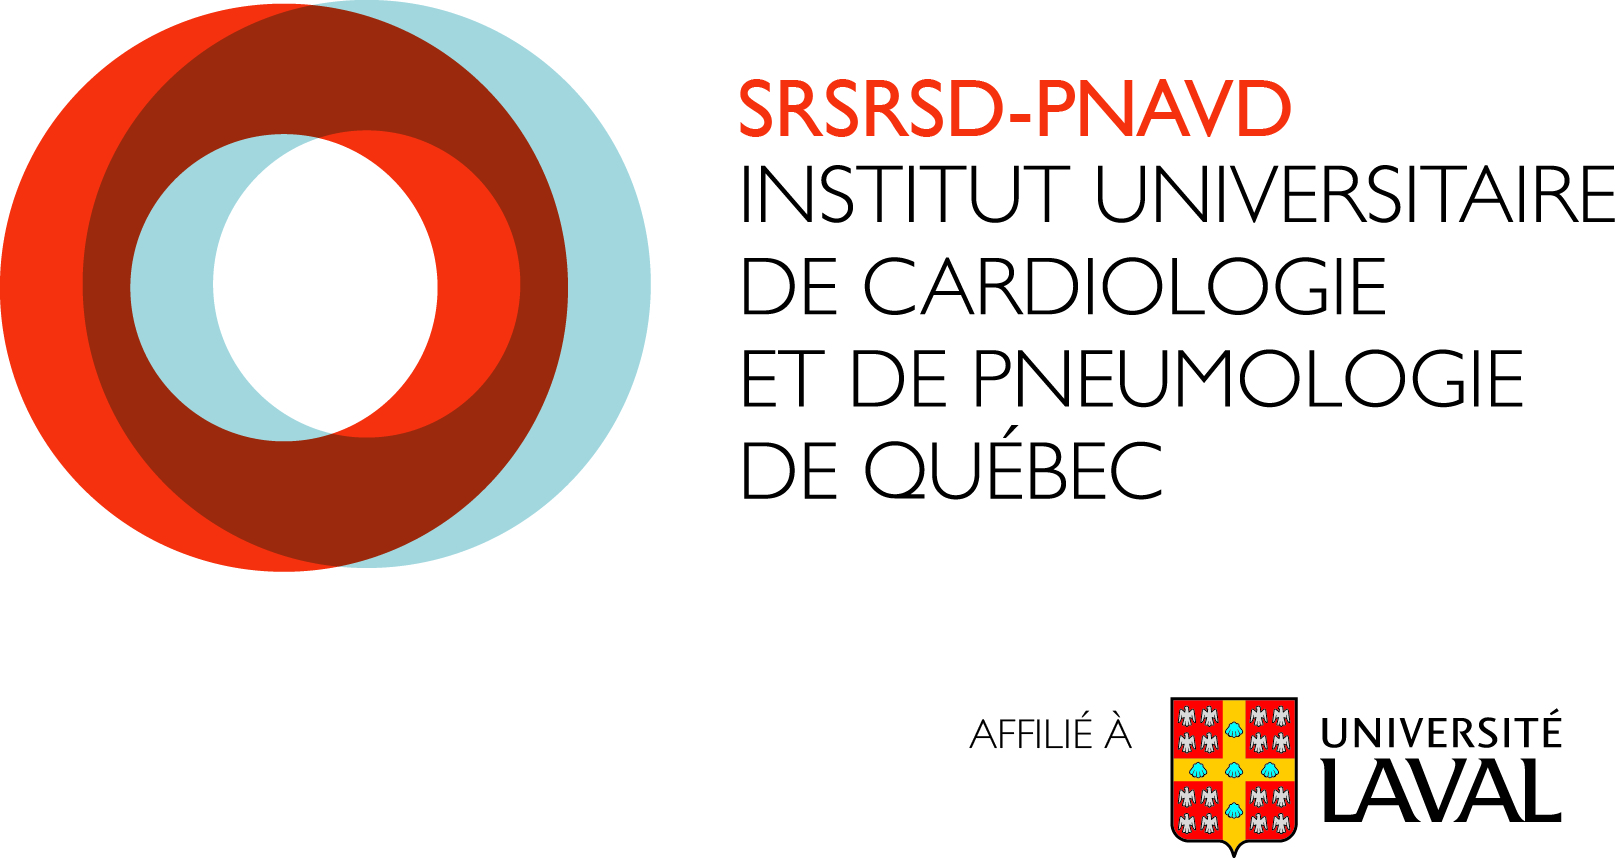 SRSRSD-PNAVD
INSTITUT UNIVERSITAIRE
DE CARDIOLOGIE
ET DE PNEUMOLOGIE
DE QUÉBEC
AFFILIÉ À
UNIVERSITÉ
LAVAL